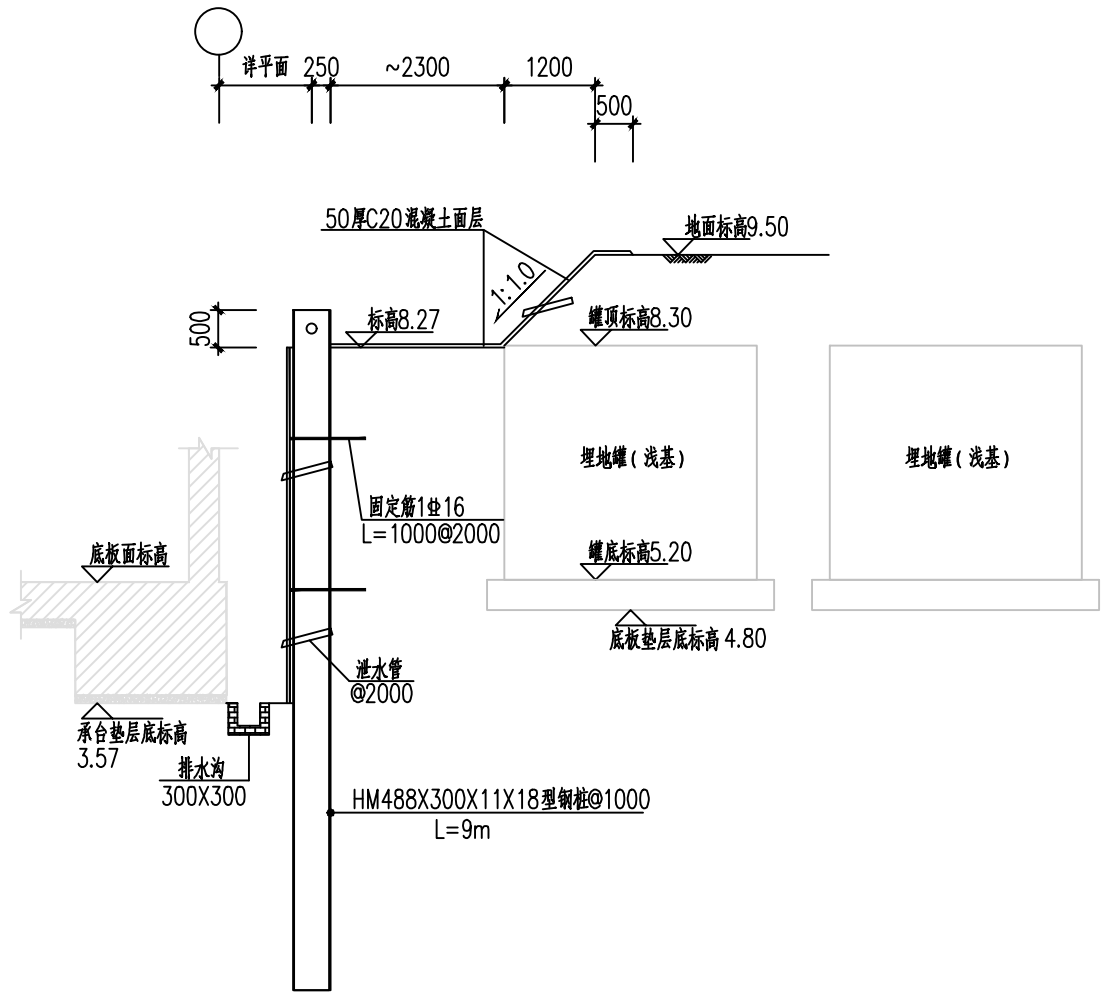 详平面 250 ~2300 1200
500
50厚C20混凝土面层
地面标高9.50
1:1.0
500
标高8.27
罐顶标高8.30
埋地罐(浅基)
埋地罐(浅基)
固定筋1⌽16
L=1000@2000
底板面标高
罐底标高5.20
底板垫层底标高 4.80
泄水管
@2000
承台垫层底标高
3.57
排水沟
300X300
HM488X300X11X18型钢桩@1000
L=9m